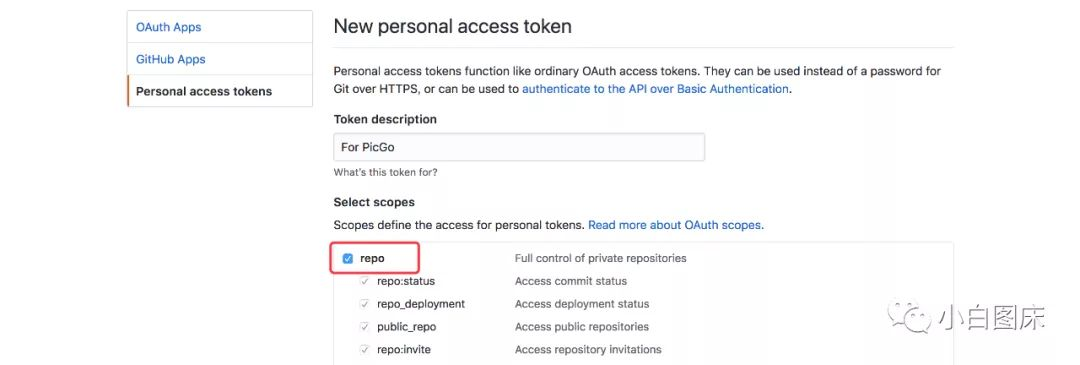 OAuth Apps
GitHub Apps
Personal access tokens
New personal access token
Personal access tokens function like ordinary OAuth access tokens. They can be used instead of a password for
Git over HTTPS, or can be used to authenticate to the API over Basic Authentication.
Token description
For PicGo
What's this token for?
Select scopes
Scopes define the access for personal tokens. Read more about OAuth scopes.
repo Full control of private repositories
repo:status Access commit status
repo_deployment Access deployment status
public_repo Access public repositories
repo:invite Access repository invitations
小白图床